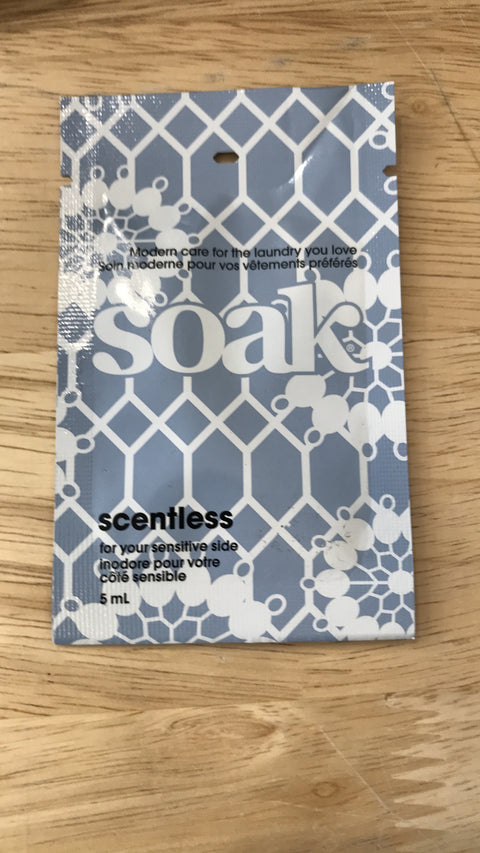 Modern care for the laundry you love
Soin moderne pour vos vêtements préférés
soak®
scentless
for your sensitive side
inodore pour votre
côté sensible
5 mL